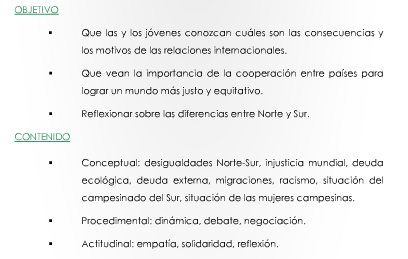 OBJETIVO
▪ Que las y los jóvenes conozcan cuáles son las consecuencias y
los motivos de las relaciones internacionales.
▪ Que vean la importancia de la cooperación entre países para
lograr un mundo más justo y equitativo.
▪ Reflexionar sobre las diferencias entre Norte y Sur.
CONTENIDO
▪ Conceptual: desigualdades Norte-Sur, injusticia mundial, deuda
ecológica, deuda externa, migraciones, racismo, situación del
campesinado del Sur, situación de las mujeres campesinas.
▪ Procedimental: dinámica, debate, negociación.
▪ Actitudinal: empatía, solidaridad, reflexión.